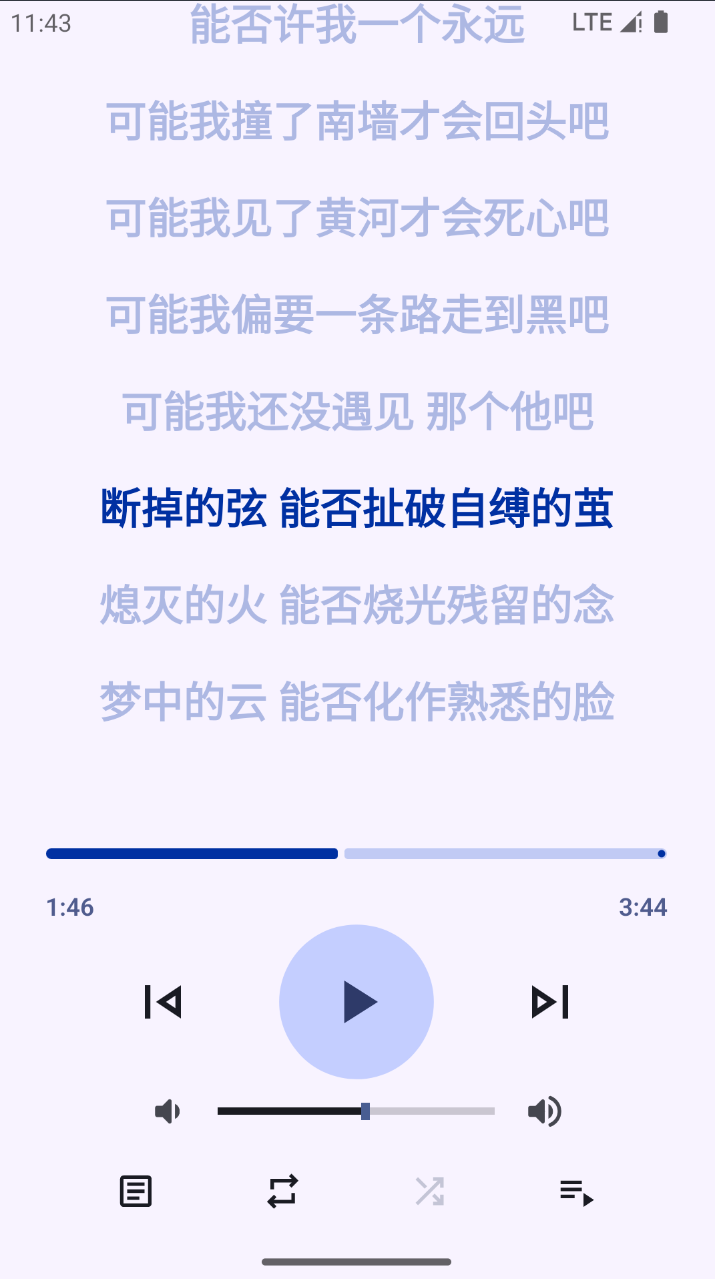 11:43
LTE
能否许我一个永远
可能我撞了南墙才会回头吧
可能我见了黄河才会死心吧
可能我偏要一条路走到黑吧
可能我还没遇见 那个他吧
断掉的弦 能否扯破自缚的茧
熄灭的火 能否烧光残留的念
梦中的云 能否化作熟悉的脸
1:46
3:44